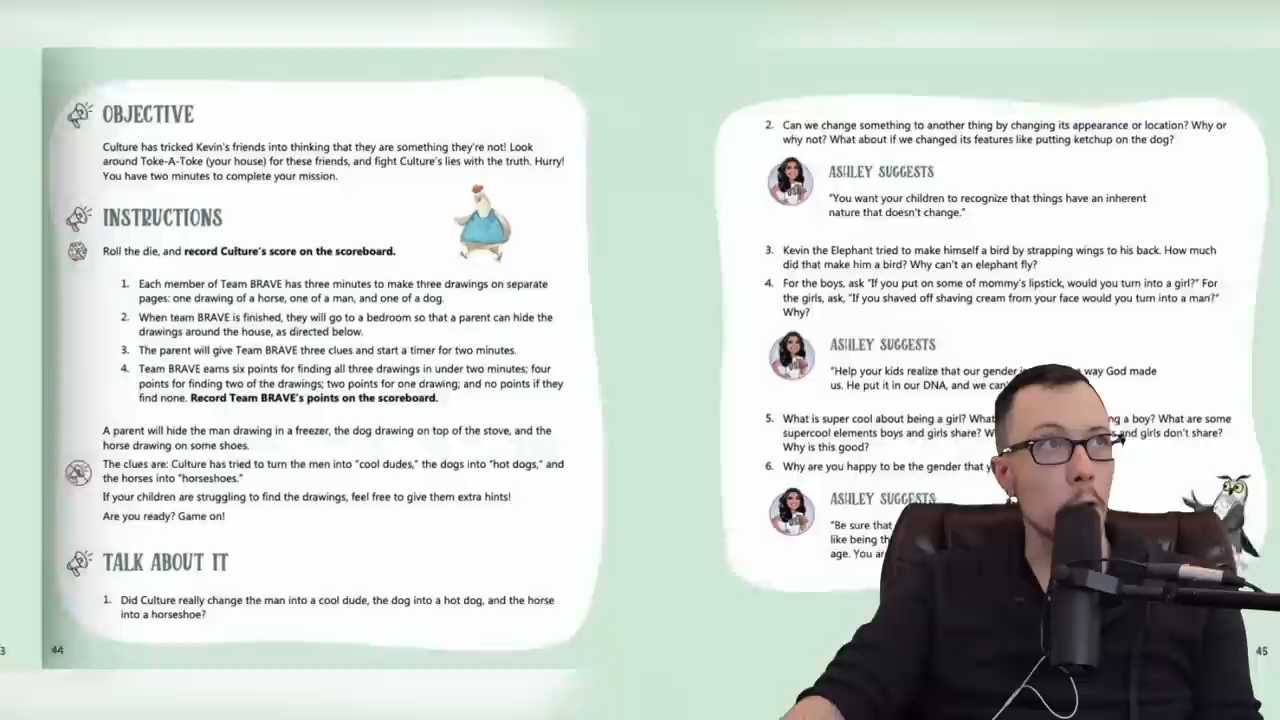 OBJECTIVE
Culture has tricked Kevin's friends into thinking that they are something they're not! Look
around Toke-A-Toke (your house) for these friends, and fight Culture's lies with the truth. Hurry!
You have two minutes to complete your mission.
INSTRUCTIONS
Roll the die, and record Culture's score on the scoreboard.
1. Each member of Team BRAVE has three minutes to make three drawings on separate
pages: one drawing of a horse, one of a man, and one of a dog.
2. When team BRAVE is finished, they will go to a bedroom so that a parent can hide the
drawings around the house, as directed below.
3. The parent will give Team BRAVE three clues and start a timer for two minutes.
4. Team BRAVE earns six points for finding all three drawings in under two minutes; four
points for finding two of the drawings; two points for one drawing; and no points if they
find none. Record Team BRAVE's points on the scoreboard.
A parent will hide the man drawing in a freezer, the dog drawing on top of the stove, and the
horse drawing on some shoes.
The clues are: Culture has tried to turn the men into "cool dudes," the dogs into "hot dogs," and
the horses into "horseshoes."
If your children are struggling to find the drawings, feel free to give them extra hints!
Are you ready? Game on!
TALK ABOUT IT
1. Did Culture really change the man into a cool dude, the dog into a hot dog, and the horse
into a horseshoe?
3
44
2. Can we change something to another thing by changing its appearance or location? Why or
why not? What about if we changed its features like putting ketchup on the dog?
ASHLEY SUGGESTS
"You want your children to recognize that things have an inherent
nature that doesn't change."
3. Kevin the Elephant tried to make himself a bird by strapping wings to his back. How much
did that make him a bird? Why can't an elephant fly?
4. For the boys, ask "If you put on some of mommy's lipstick, would you turn into a girl?" For
the girls, ask, "If you shaved off shaving cream from your face would you turn into a man?"
Why?
ASHLEY SUGGESTS
"Help your kids realize that our gender way God made
us. He put it in our DNA, and we
5. What is super cool about being a girl? What a boy? What are some
supercool elements boys and girls share? and girls don't share?
Why is this good?
6. Why are you happy to be the gender that
ASHLEY SUGGESTS
"Be sure that
like being
age. You
45